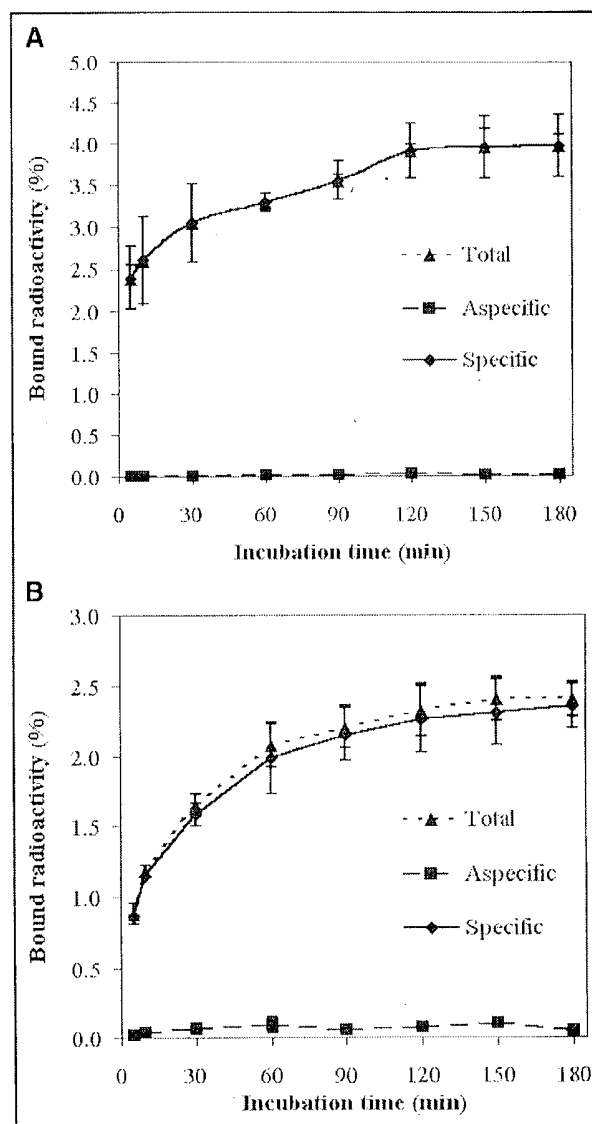 A
5.0
4.5
4.0
3.5
3.0
2.5
2.0
1.5
1.0
0.5
0.0
Bound radioactivity (%)
Total
Aspecific
Specific
0 30 60 90 120 150 180
Incubation time (min)
B
3.0
2.5
2.0
1.5
1.0
0.5
0.0
Bound radioactivity (%)
Total
Aspecific
Specific
0 30 60 90 120 150 180
Incubation time (min)